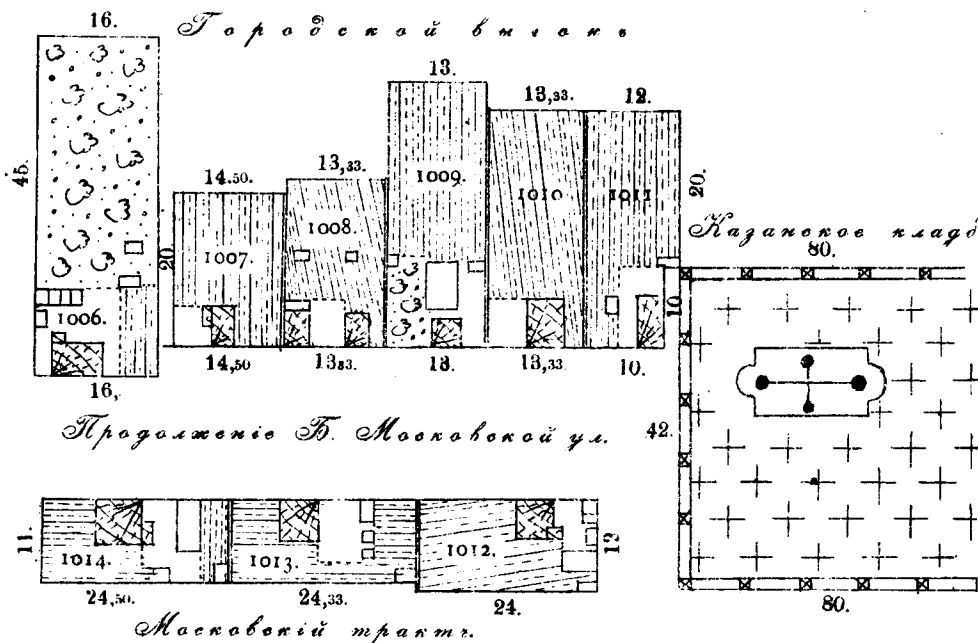 16. Городской выгонъ
13.
13,33. 12.
45. 14.50. 13,33. 1009. 1010. 1011. 20.
1008.
20. 1007. Казанское кладб
80.
1006. 10.
16, 14,50 13 33. 13. 13,33. 10.
Продолженіе Б. Московской ул. 42.
11. 1014. 1013. 1012. 12
24,50. 24,33. 24. 80.
Московскій трактъ.